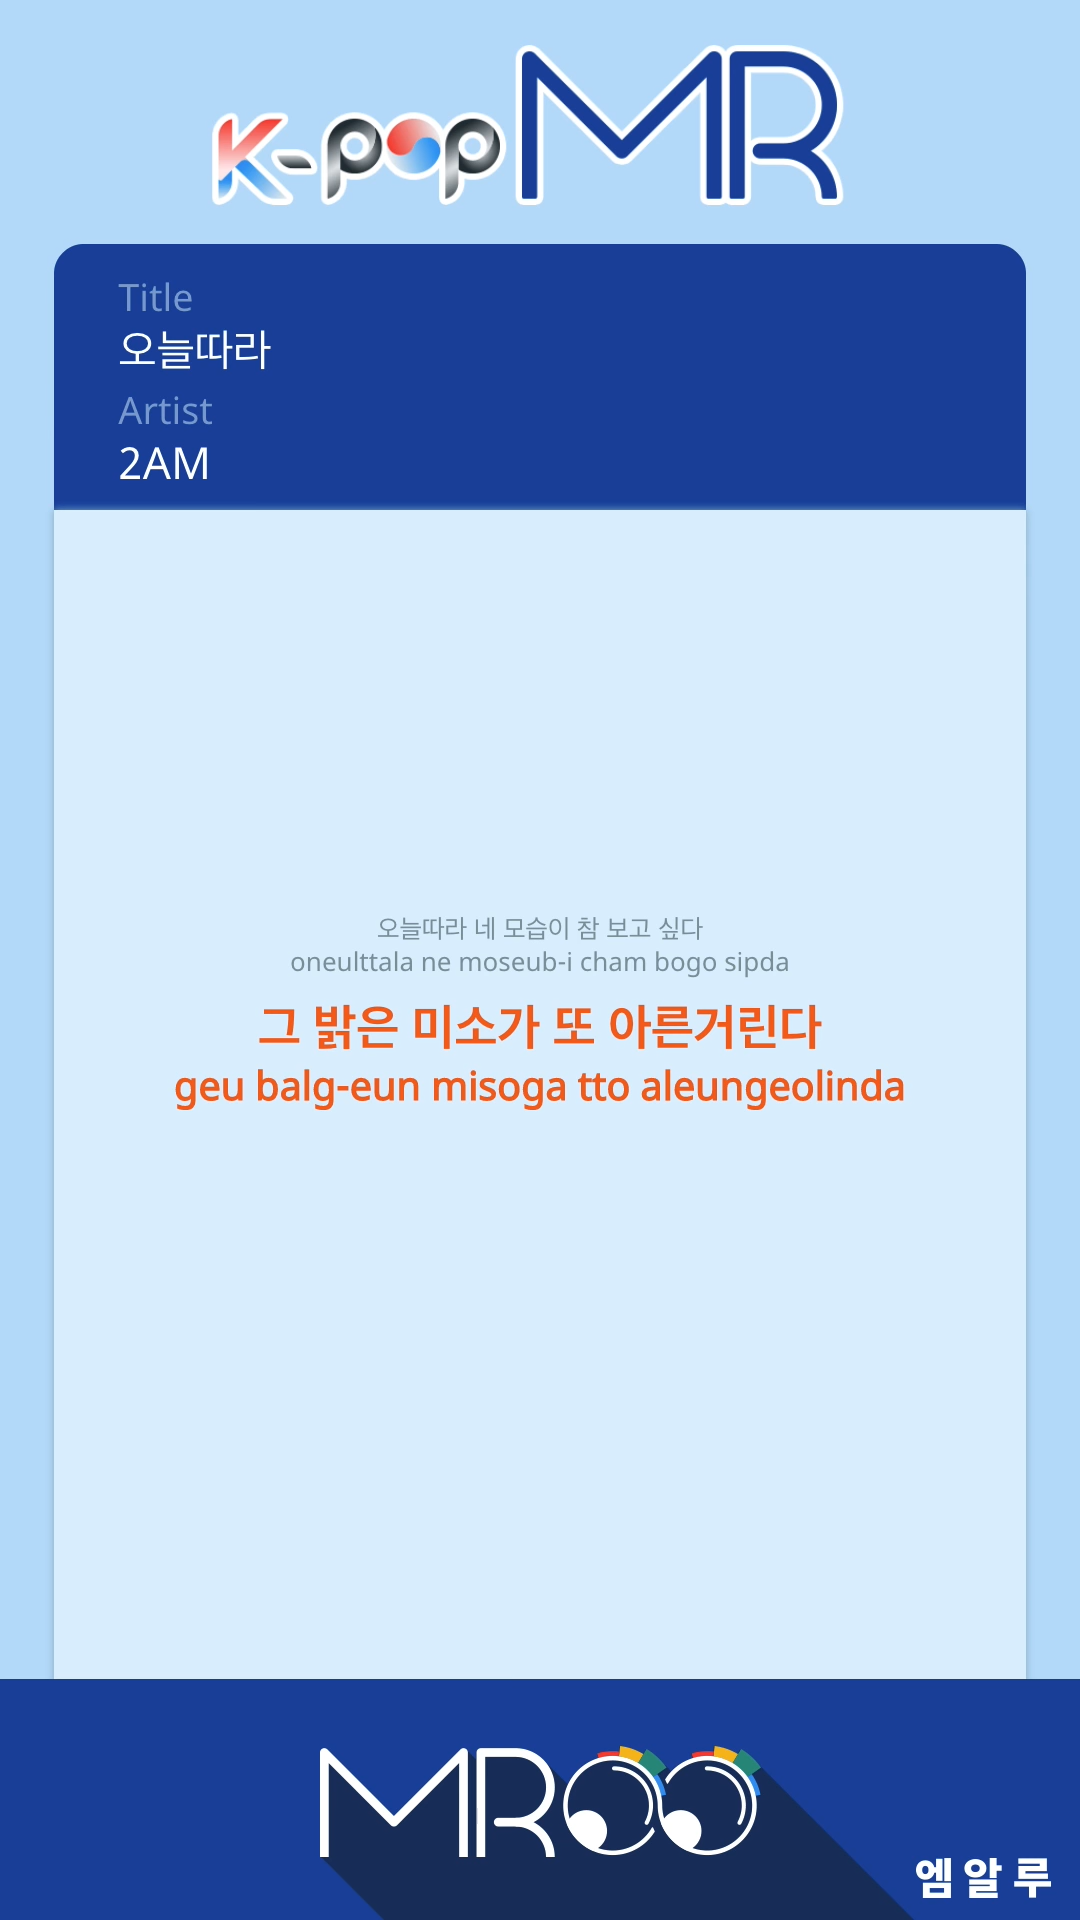 K-pop MR
Title
오늘따라
Artist
2AM
오늘따라 네 모습이 참 보고 싶다
oneulttala ne moseub-i cham bogo sipda
그 밝은 미소가 또 아른거린다
geu balg-eun misoga tto aleungeolinda
MROO
엠알루